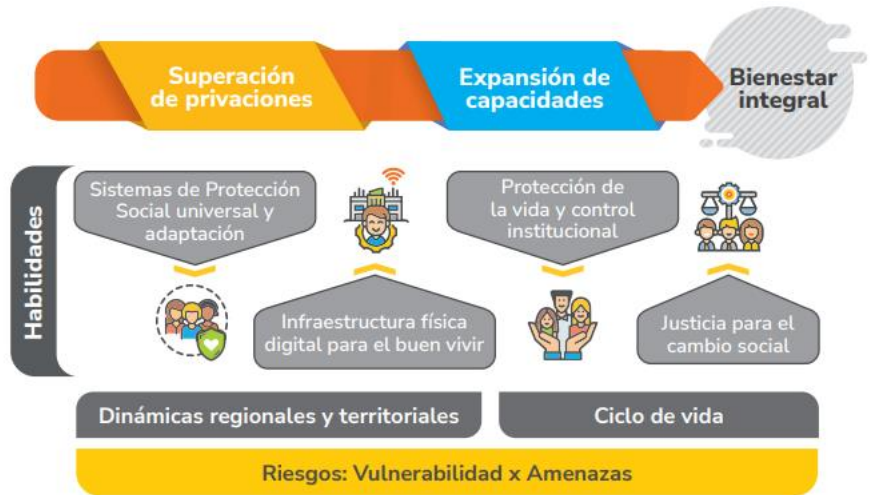 Superación
de privaciones
Expansión de
capacidades
Bienestar
integral
Habilidades
Sistemas de Protección
Social universal y
adaptación
Infraestructura física
digital para el buen vivir
Protección de
la vida y control
institucional
Justicia para el
cambio social
Dinámicas regionales y territoriales
Ciclo de vida
Riesgos: Vulnerabilidad x Amenazas